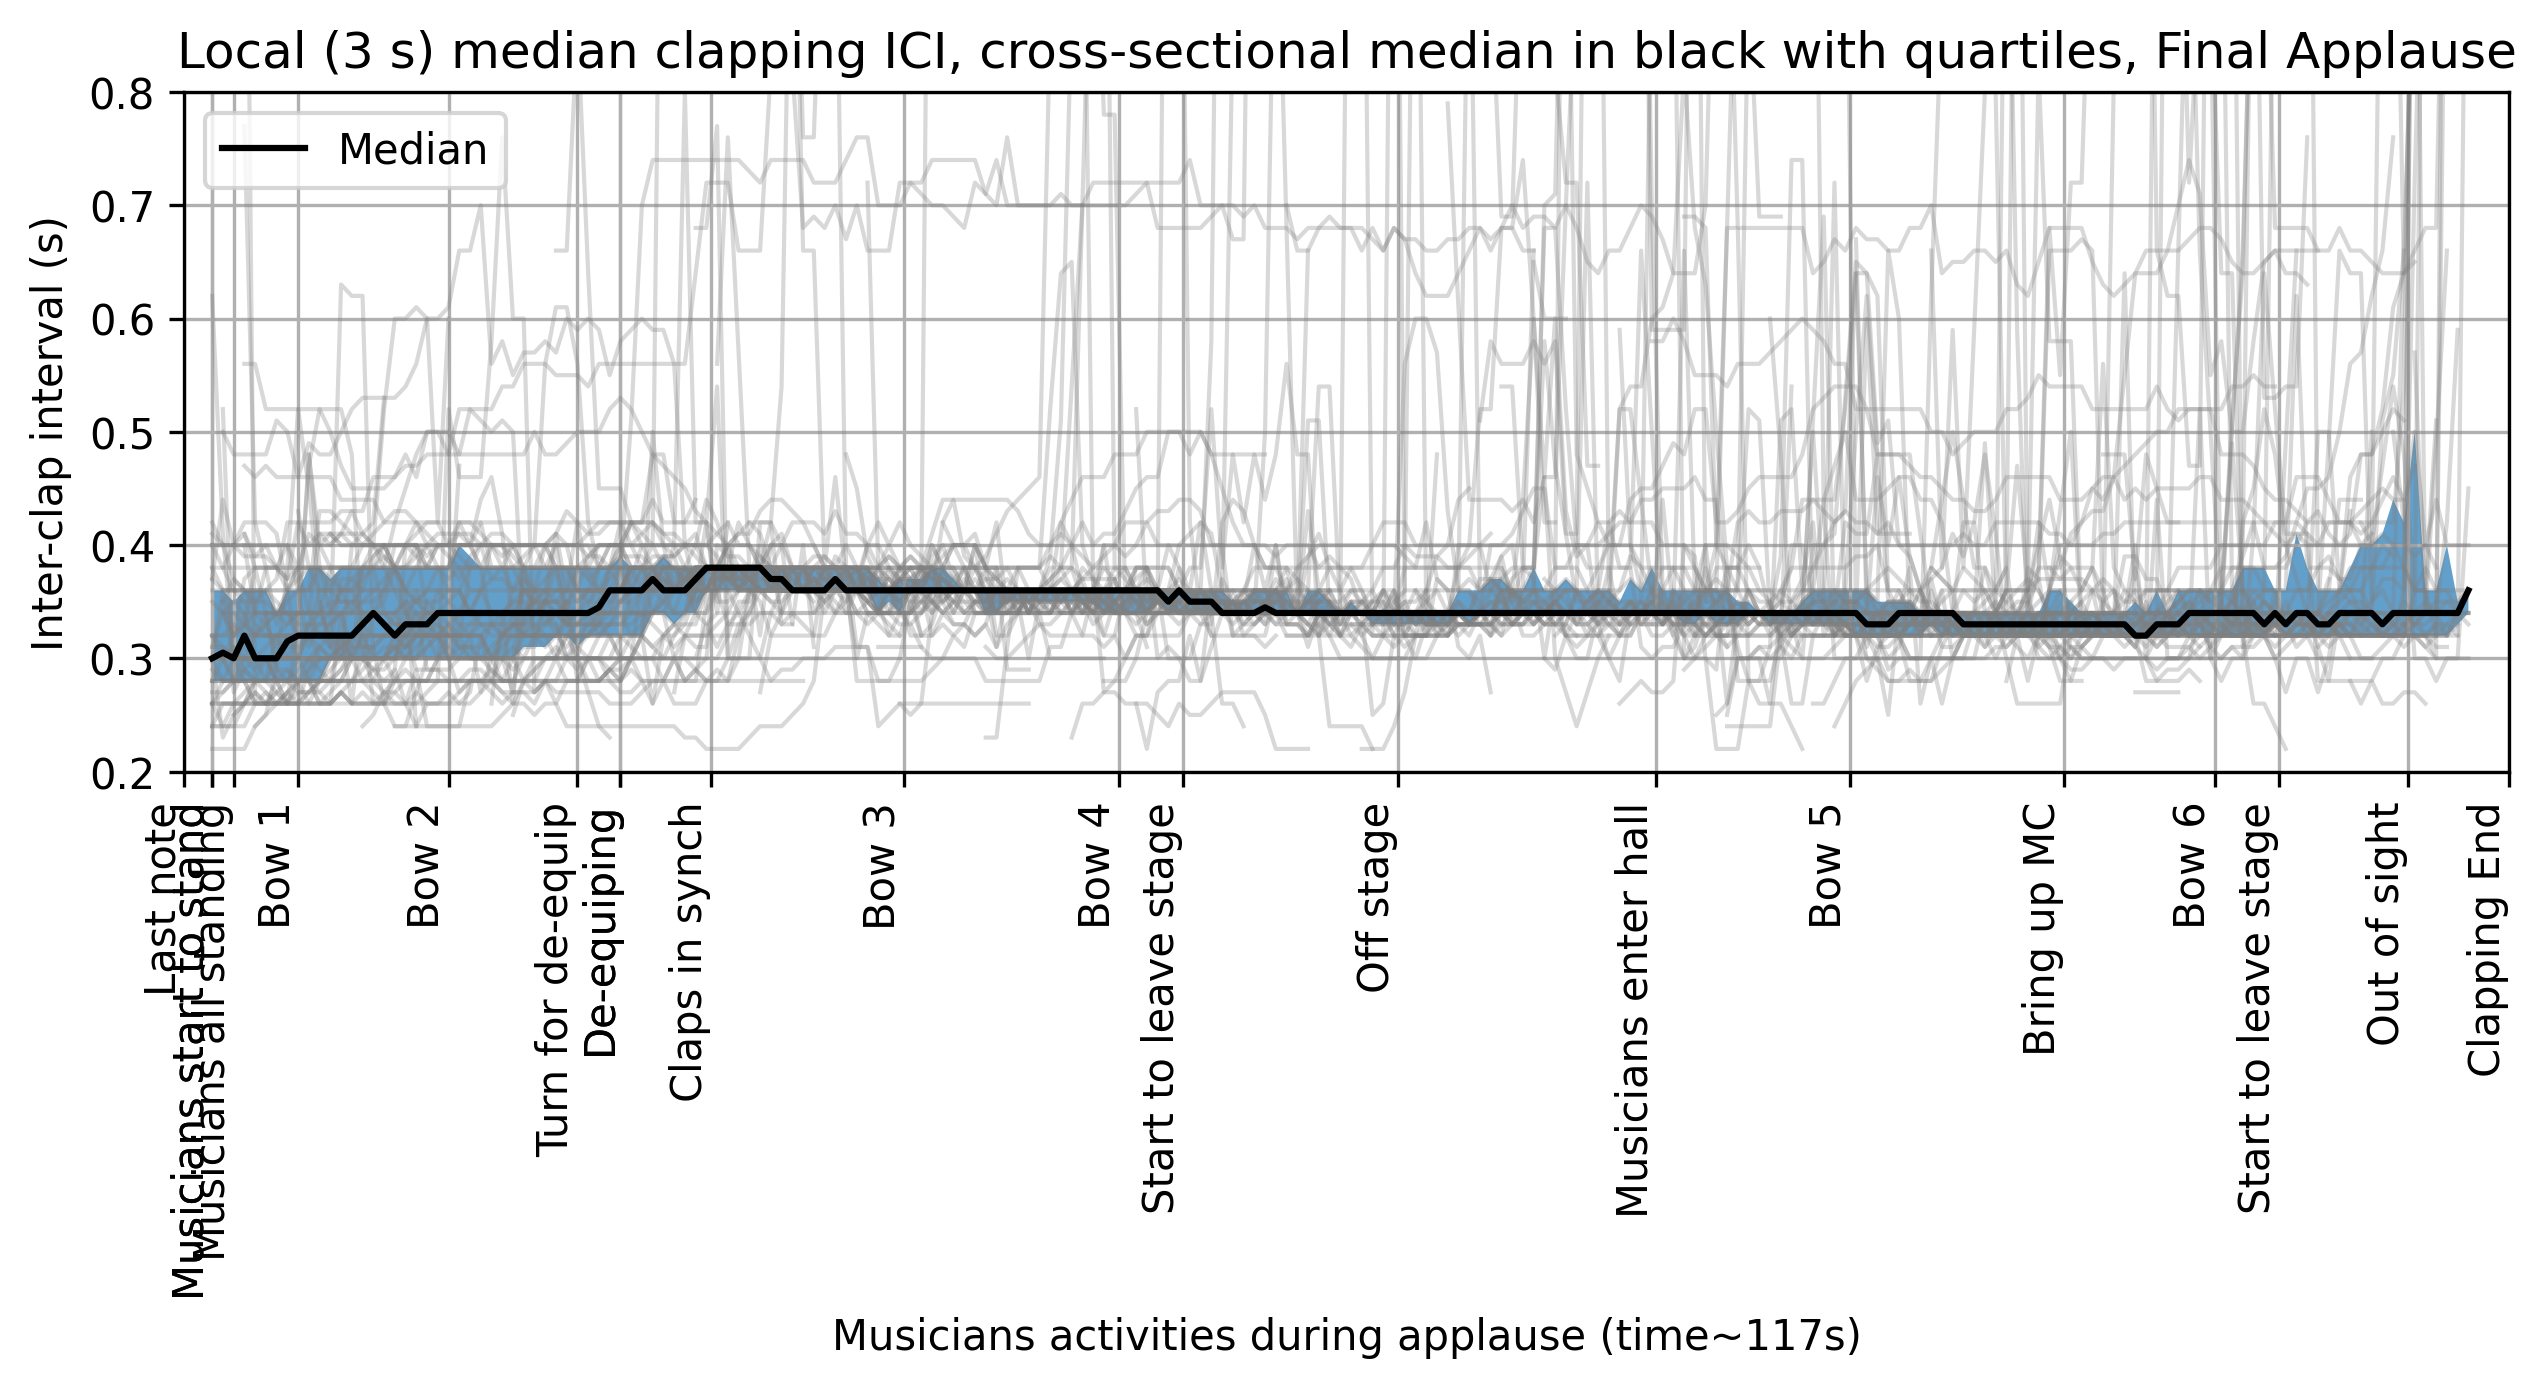 Local (3 s) median clapping ICI, cross-sectional median in black with quartiles, Final Applause
Median
Inter-clap interval (s)
0.8
0.7
0.6
0.5
0.4
0.3
0.2
Last note
Musicians start to stand
Musicians all standing
Bow 1
Bow 2
Turn for de-equip
De-equiping
Claps in synch
Bow 3
Bow 4
Start to leave stage
Off stage
Musicians enter hall
Bow 5
Bring up MC
Bow 6
Start to leave stage
Out of sight
Clapping End
Musicians activities during applause (time~117s)